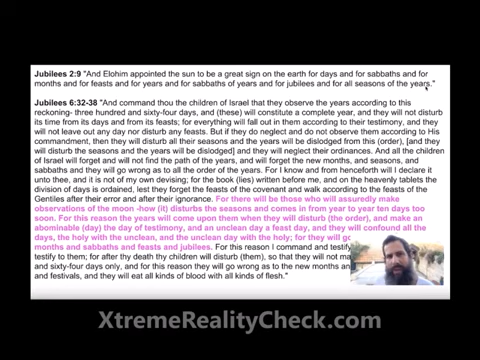 Jubilees 2:9 "And Elohim appointed the sun to be a great sign on the earth for days and for sabbaths and for
months and for feasts and for years and for sabbaths of years and for jubilees and for all seasons of the years."
Jubilees 6:32-38 "And command thou the children of Israel that they observe the years according to this
reckoning- three hundred and sixty-four days, and (these) will constitute a complete year, and they will not disturb
its time from its days and from its feasts; for everything will fall out in them according to their testimony, and they
will not leave out any day nor disturb any feasts. But if they do neglect and do not observe them according to His
commandment, then they will disturb all their seasons and the years will be dislodged from this (order), [and they
will disturb the seasons and the years will be dislodged] and they will neglect their ordinances. And all the children
of Israel will forget and will not find the path of the years, and will forget the new months, and seasons, and
sabbaths and they will go wrong as to all the order of the years. For I know and from henceforth will I declare it
unto thee, and it is not of my own devising; for the book (lies) written before me, and on the heavenly tablets the
division of days is ordained, lest they forget the feasts of the covenant and walk according to the feasts of the
Gentiles after their error and after their ignorance. For there will be those who will assuredly make
observations of the moon -how (it) disturbs the seasons and comes in from year to year ten days too
soon. For this reason the years will come upon them when they will disturb (the order), and make an
abominable (day) the day of testimony, and an unclean day a feast day, and they will confound all the
days, the holy with the unclean, and the unclean day with the holy; for they will go
months and sabbaths and feasts and jubilees. For this reason I command and testify
testify to them; for after thy death thy children will disturb (them), so that they will not ma
and sixty-four days only, and for this reason they will go wrong as to the new months an
and festivals, and they will eat all kinds of blood with all kinds of flesh."
XtremeRealityCheck.com